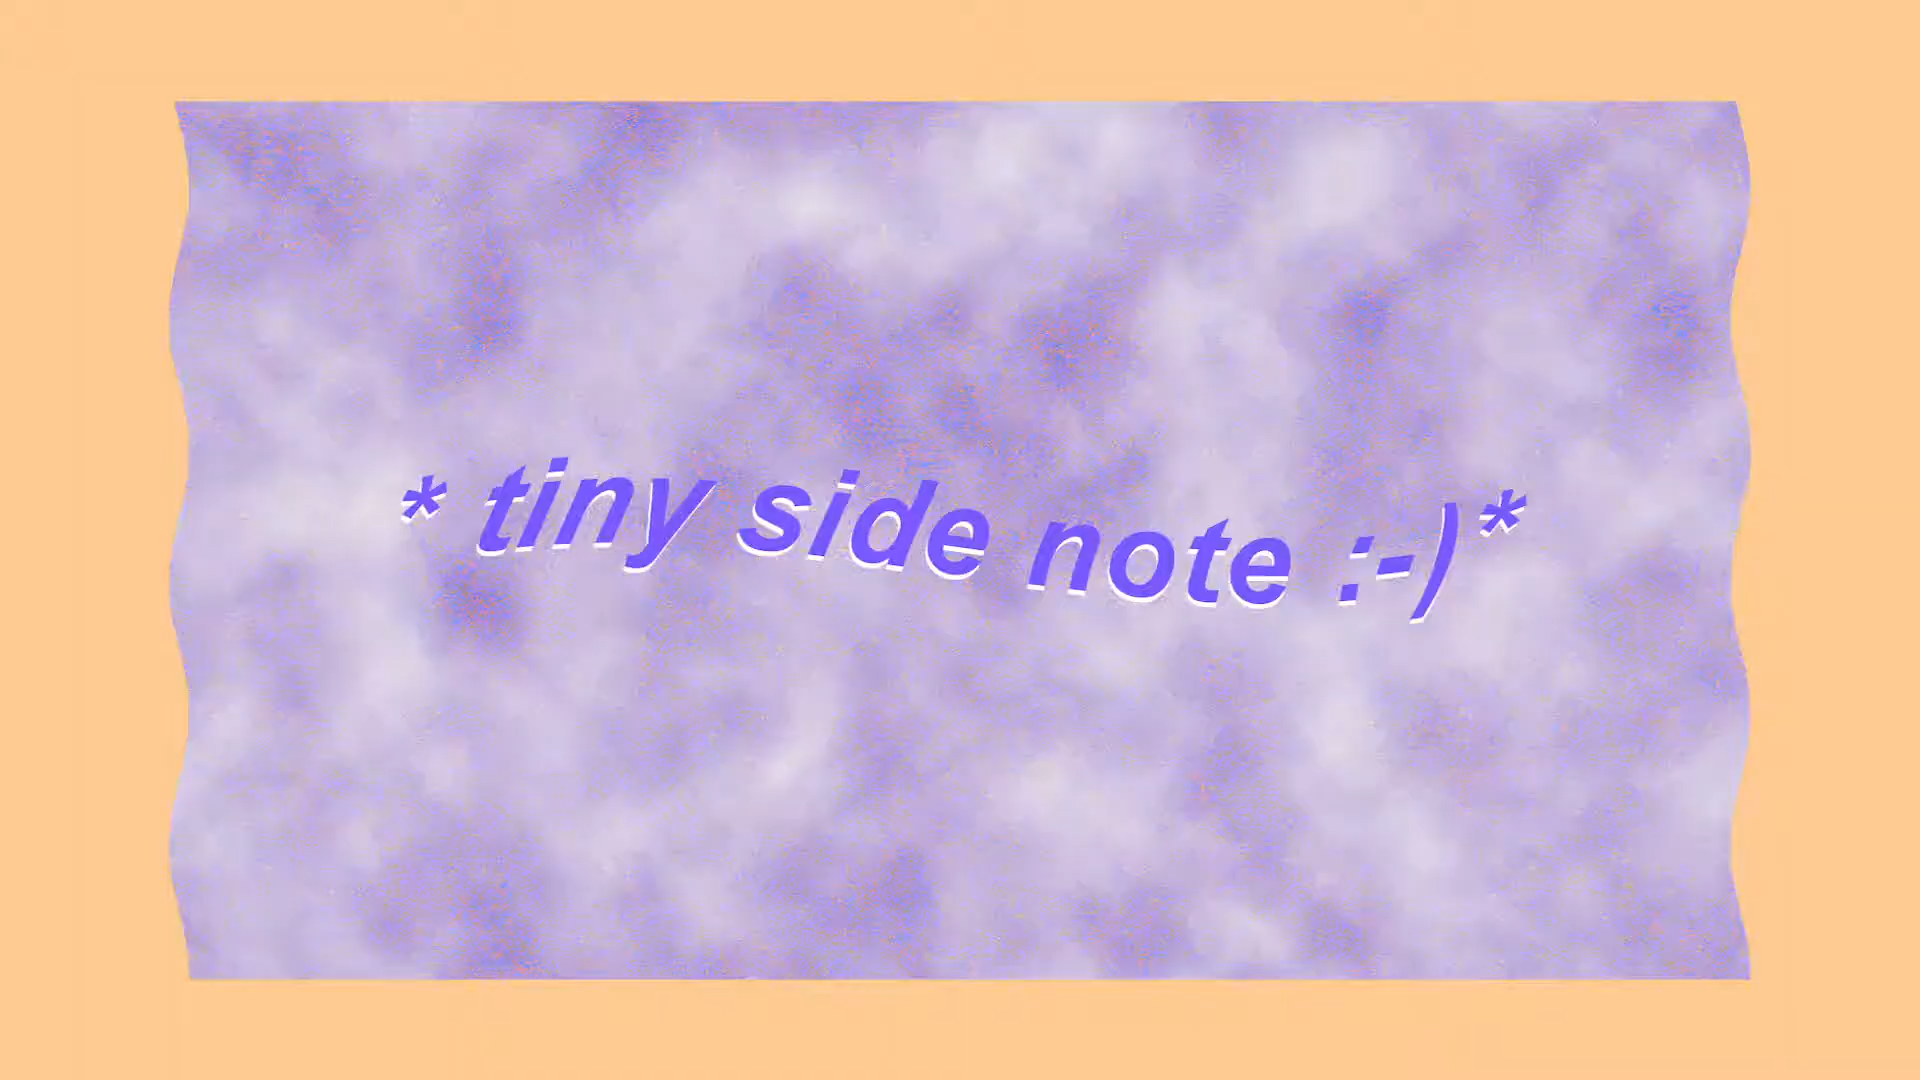 * tiny side note :-)*